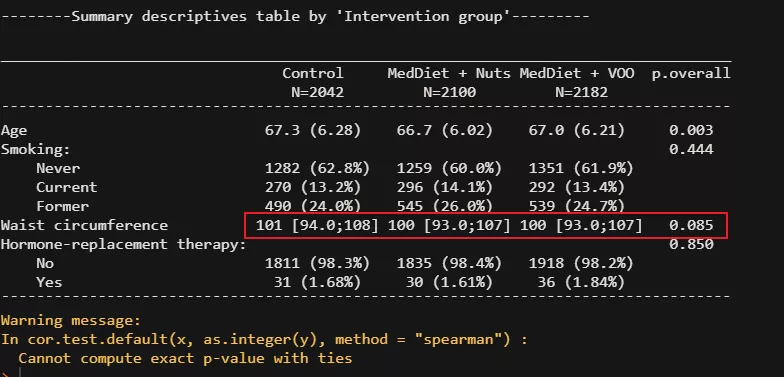 --------Summary descriptives table by 'Intervention group'---------
Control MedDiet + Nuts MedDiet + VOO p.overall
N=2042 N=2100 N=2182
Age 67.3 (6.28) 66.7 (6.02) 67.0 (6.21) 0.003
Smoking: 0.444
Never 1282 (62.8%) 1259 (60.0%) 1351 (61.9%)
Current 270 (13.2%) 296 (14.1%) 292 (13.4%)
Former 490 (24.0%) 545 (26.0%) 539 (24.7%)
Waist circumference 101 [94.0;108] 100 [93.0;107] 100 [93.0;107] 0.085
Hormone-replacement therapy: 0.850
No 1811 (98.3%) 1835 (98.4%) 1918 (98.2%)
Yes 31 (1.68%) 30 (1.61%) 36 (1.84%)
Warning message:
In cor.test.default(x, as.integer(y), method = "spearman") :
Cannot compute exact p-value with ties
>